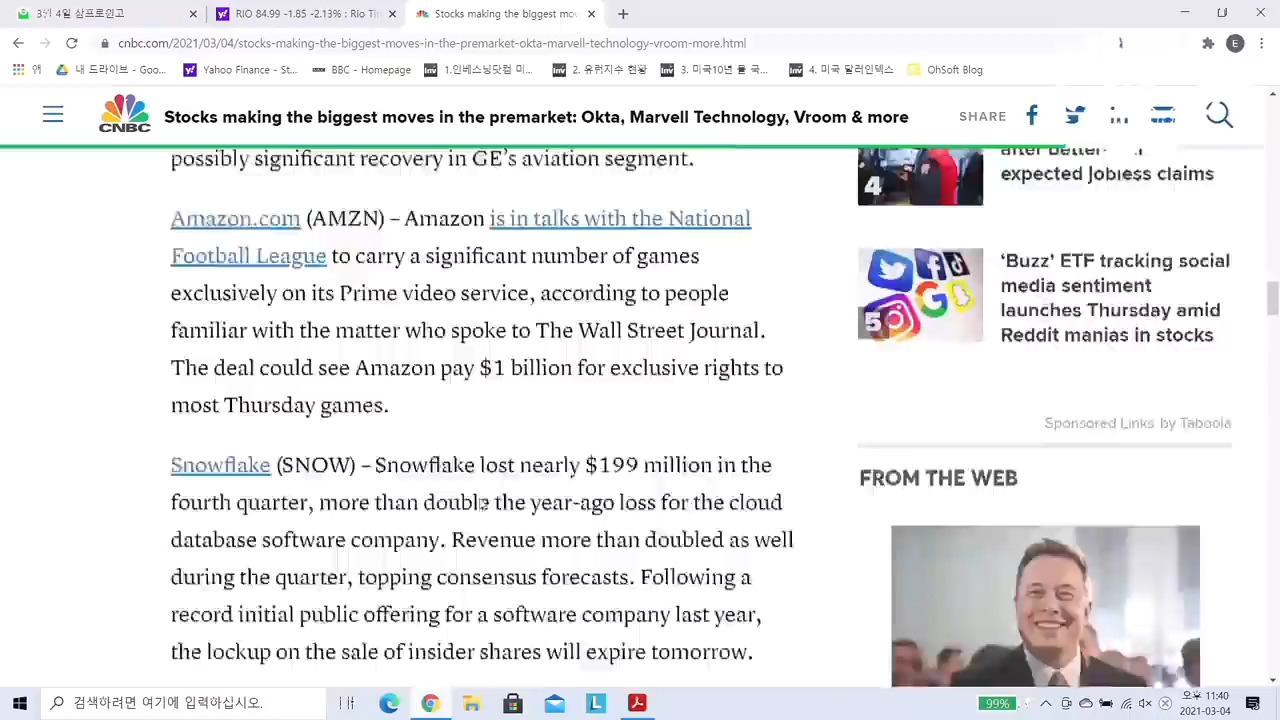 3월 4일 삼프로인고
RIO 84.99 -1.85 -2.13% : Rio Ti
Stocks making the biggest mov
cnbc.com/2021/03/04/stocks-making-the-biggest-moves-in-the-premarket-okta-marvell-technology-vroom-more.html
E
앱
내 드라이브 - Goo...
Yahoo Finance - St...
BBC - Homepage
1.인베스닝닷컴 미...
3. 미국10년 물 국...
4. 미국 달러인덱스
OhSoft Blog
CNBC
Stocks making the biggest moves in the premarket: Okta, Marvell Technology, Vroom & more
SHARE
possibly significant recovery in GE's aviation segment.
Amazon.com (AMZN) – Amazon is in talks with the National
Football League to carry a significant number of games
exclusively on its Prime video service, according to people
familiar with the matter who spoke to The Wall Street Journal.
The deal could see Amazon pay $1 billion for exclusive rights to
most Thursday games.
Snowflake (SNOW) – Snowflake lost nearly $199 million in the
fourth quarter, more than double the year-ago loss for the cloud
database software company. Revenue more than doubled as well
during the quarter, topping consensus forecasts. Following a
record initial public offering for a software company last year,
the lockup on the sale of insider shares will expire tomorrow.
4
after better-
expected jobless claims
5
'Buzz' ETF tracking social
media sentiment
launches Thursday amid
Reddit manias in stocks
Sponsored Links by Taboola
FROM THE WEB
검색하려면 여기에 입력하십시오.
99%
오후 11:40
2021-03-04